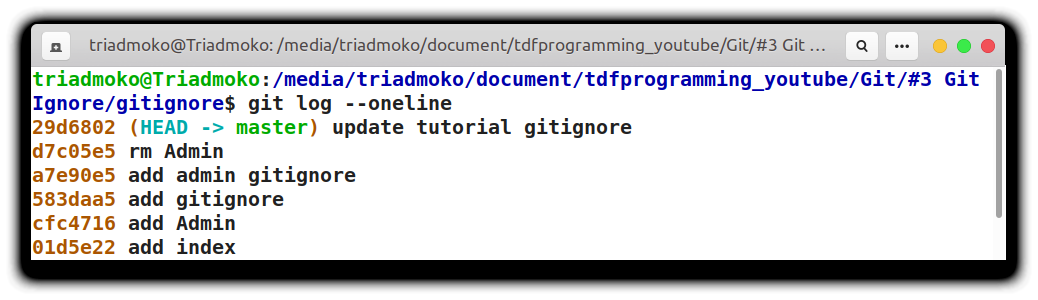 triadmoko@Triadmoko: /media/triadmoko/document/tdfprogramming_youtube/Git/#3 Git ...
triadmoko@Triadmoko:/media/triadmoko/document/tdfprogramming_youtube/Git/#3 Git
Ignore/gitignore$ git log --oneline
29d6802 (HEAD -> master) update tutorial gitignore
d7c05e5 rm Admin
a7e90e5 add admin gitignore
583daa5 add gitignore
cfc4716 add Admin
01d5e22 add index